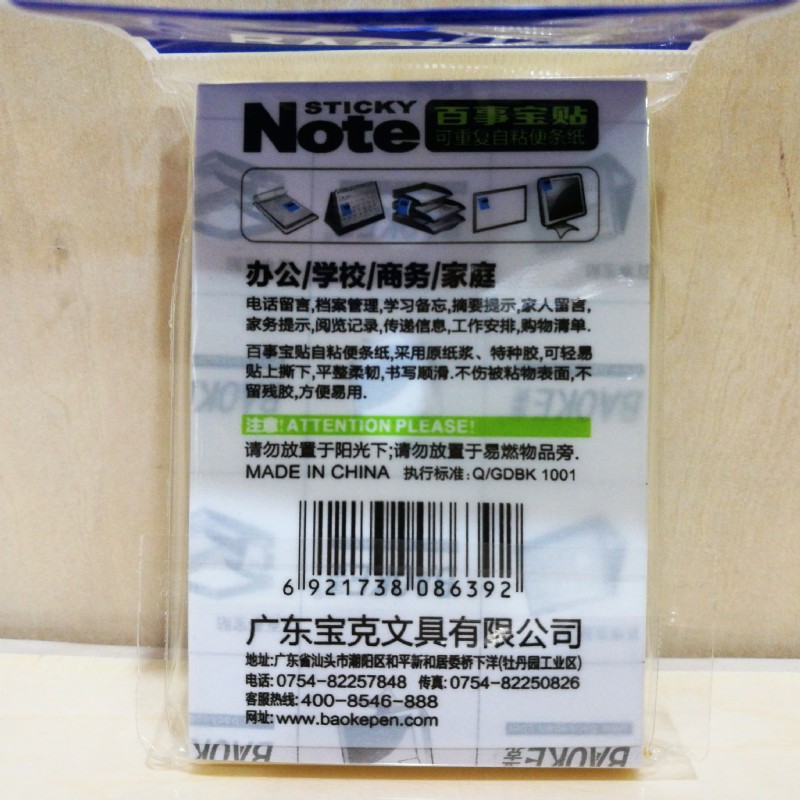 STICKY
Note 百事宝贴
可重复自粘便条纸
办公/学校/商务/家庭
电话留言,档案管理,学习备忘,摘要提示,家人留言,
家务提示,阅览记录,传递信息,工作安排,购物清单.
百事宝贴自粘便条纸,采用原纸浆、特种胶,可轻易
贴上撕下,平整柔韧,书写顺滑.不伤被粘物表面,不
留残胶,方便易用.
注意! ATTENTION PLEASE!
请勿放置于阳光下;请勿放置于易燃物品旁.
MADE IN CHINA 执行标准:Q/GDBK 1001
6 921738 086392
广东宝克文具有限公司
地址:广东省汕头市潮阳区和平新和居委桥下洋(牡丹园工业区)
电话:0754-82257848 传真:0754-82250826
客服热线:400-8546-888
网址:www.baokepen.com